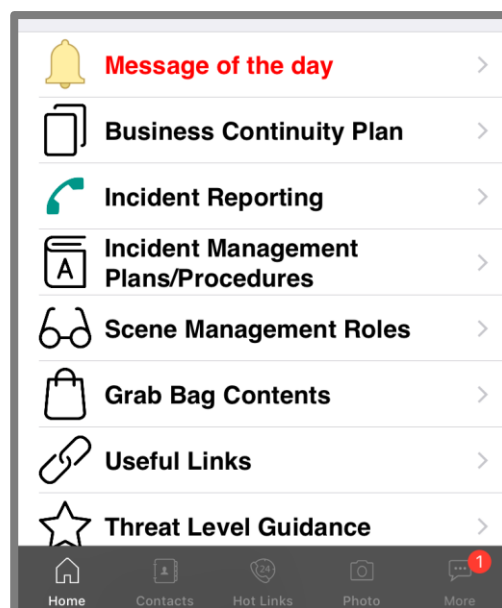 Message of the day
Business Continuity Plan
Incident Reporting
Incident Management
Plans/Procedures
A
Scene Management Roles
Grab Bag Contents
Useful Links
Threat Level Guidance
24
1
Home
Contacts
Hot Links
Photo
More